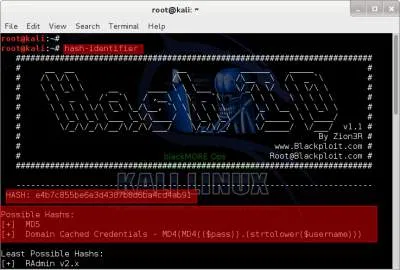 root@kali: ~
File Edit View Search Terminal Help
root@kali:~#
root@kali:~# hash-identifier
#########################################################################
v1.1
By Zion3R
www.Blackploit.com
Root@Blackploit.com
#########################################################################
blackMORE Ops
KALI LINUX
-------------------------------------------------------------------------
HASH: e4b7c855be6e3d4307b8d6ba4cd4ab91
Possible Hashs:
[+] MD5
[+] Domain Cached Credentials - MD4(MD4(($pass)).(strtolower($username)))
Least Possible Hashs:
[+] RAdmin v2.x